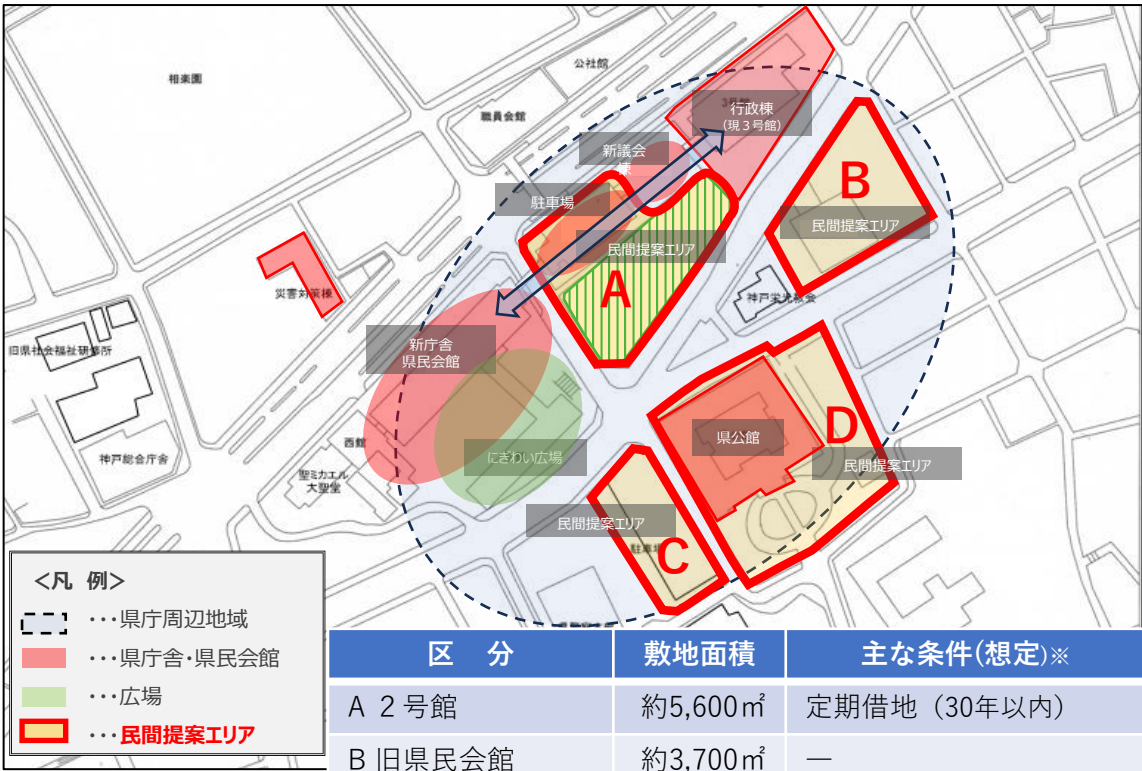 相楽園
公社館
職員会館
3号館
行政棟
(現3号館)
新議会
棟
駐車場
民間提案エリア
A
B
民間提案エリア
神戸栄光教会
災害対策棟
新庁舎
県民会館
旧県社会福祉研修所
神戸総合庁舎
西館
聖ミカエル
大聖堂
にぎわい広場
県公館
D
民間提案エリア
民間提案エリア
駐車場
C
<凡 例>
・・・県庁周辺地域
・・・県庁舎・県民会館
・・・広場
・・・民間提案エリア
区 分 敷地面積 主な条件(想定)※
A 2号館 約5,600㎡ 定期借地(30年以内)
B 旧県民会館 約3,700㎡ ―